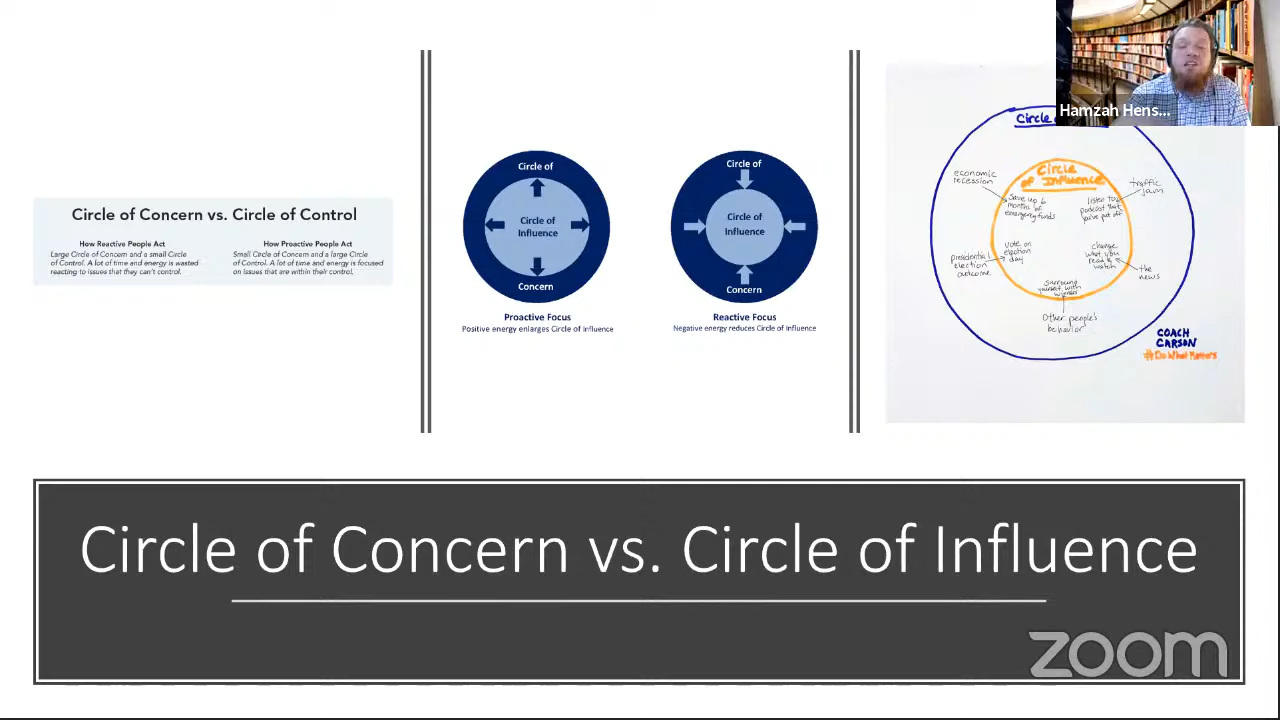 Circle of Concern vs. Circle of Control
How Reactive People Act
Large Circle of Concern and a small Circle
of Control. A lot of time and energy is wasted
reacting to issues that they can't control.
How Proactive People Act
Small Circle of Concern and a large Circle
of Control. A lot of time and energy is focused
on issues that are within their control.
Circle of
Circle of
Influence
Concern
Proactive Focus
Positive energy enlarges Circle of Influence
Circle of
Circle of
Influence
Concern
Reactive Focus
Negative energy reduces Circle of Influence
Hamzah Hens...
Circle
Circle
of Influence
economic
recession
Save up 6
months of
emergency funds
traffic
jam
listen to
podcast that
you've put off
presidential
election
outcome
vote on
election
day
change
what you
read &
watch
the
news
yourself with
Other people's
behavior
COACH
CARSON
#Do What Matters
Circle of Concern vs. Circle of Influence
zoom